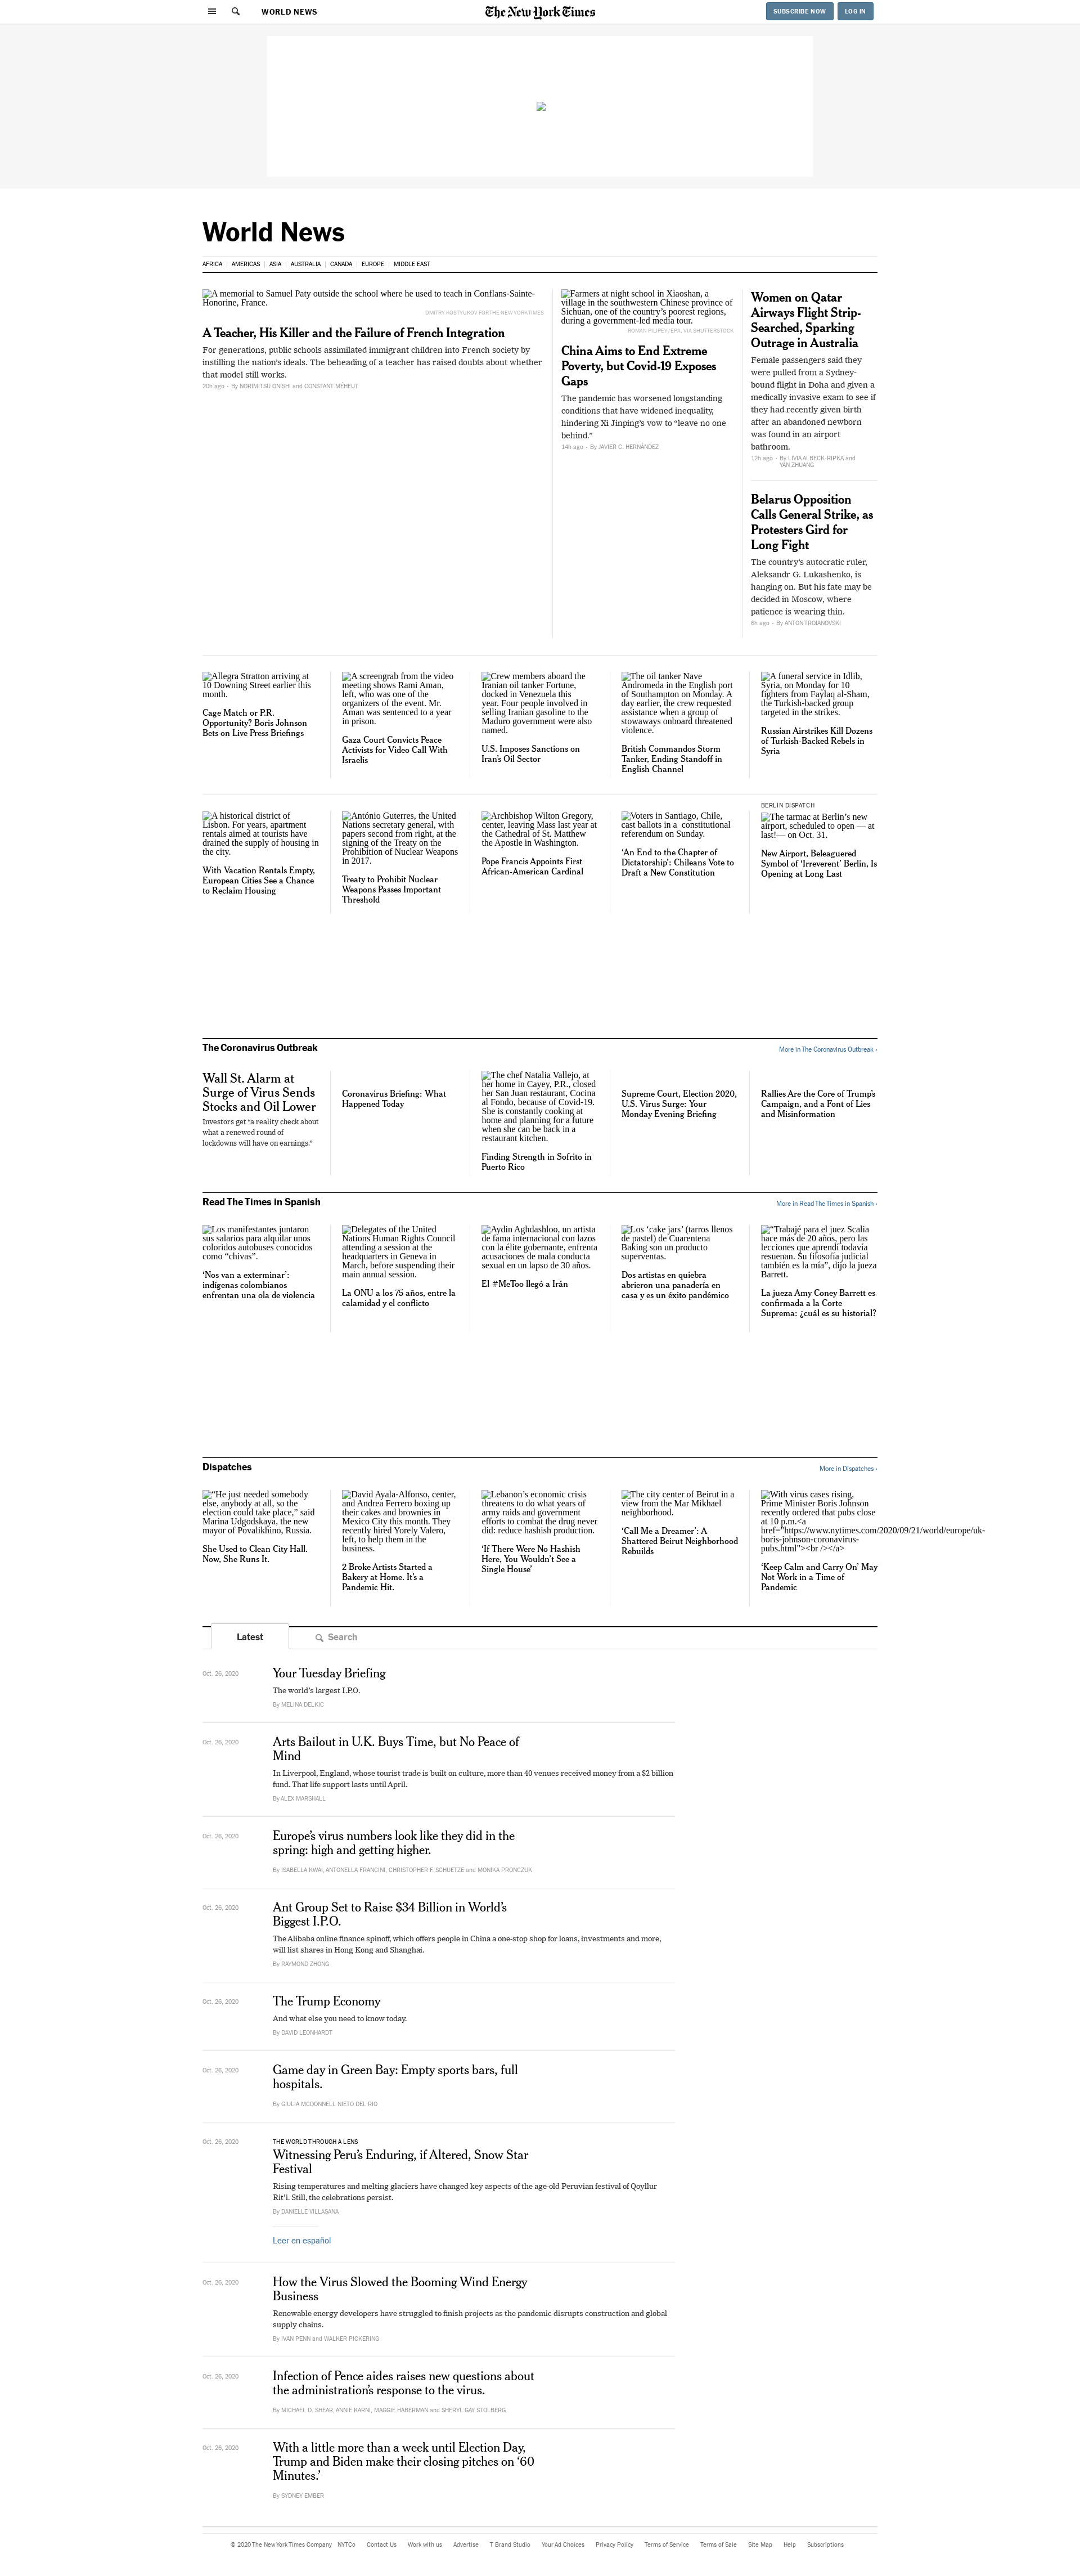 WORLD NEWS
The New York Times
SUBSCRIBE NOW
LOG IN
World News
AFRICA
AMERICAS
ASIA
AUSTRALIA
CANADA
EUROPE
MIDDLE EAST
A memorial to Samuel Paty outside the school where he used to teach in Conflans-Sainte-
Honorine, France.
DMITRY KOSTYUKOV FOR THE NEW YORK TIMES
A Teacher, His Killer and the Failure of French Integration
For generations, public schools assimilated immigrant children into French society by
instilling the nation's ideals. The beheading of a teacher has raised doubts about whether
that model still works.
20h ago · By NORIMITSU ONISHI and CONSTANT MÉHEUT
Farmers at night school in Xiaoshan, a
village in the southwestern Chinese province of
Sichuan, one of the country's poorest regions,
during a government-led media tour.
ROMAN PILIPEY/EPA, VIA SHUTTERSTOCK
China Aims to End Extreme
Poverty, but Covid-19 Exposes
Gaps
The pandemic has worsened longstanding
conditions that have widened inequality,
hindering Xi Jinping's vow to “leave no one
behind.”
14h ago · By JAVIER C. HERNÁNDEZ
Women on Qatar
Airways Flight Strip-
Searched, Sparking
Outrage in Australia
Female passengers said they
were pulled from a Sydney-
bound flight in Doha and given a
medically invasive exam to see if
they had recently given birth
after an abandoned newborn
was found in an airport
bathroom.
12h ago · By LIVIA ALBECK-RIPKA and
YAN ZHUANG
Belarus Opposition
Calls General Strike, as
Protesters Gird for
Long Fight
The country's autocratic ruler,
Aleksandr G. Lukashenko, is
hanging on. But his fate may be
decided in Moscow, where
patience is wearing thin.
6h ago · By ANTON TROIANOVSKI
Allegra Stratton arriving at
10 Downing Street earlier this
month.
Cage Match or P.R.
Opportunity? Boris Johnson
Bets on Live Press Briefings
A screengrab from the video
meeting shows Rami Aman,
left, who was one of the
organizers of the event. Mr.
Aman was sentenced to a year
in prison.
Gaza Court Convicts Peace
Activists for Video Call With
Israelis
Crew members aboard the
Iranian oil tanker Fortune,
docked in Venezuela this
year. Four people involved in
selling Iranian gasoline to the
Maduro government were also
named.
U.S. Imposes Sanctions on
Iran's Oil Sector
The oil tanker Nave
Andromeda in the English port
of Southampton on Monday. A
day earlier, the crew requested
assistance when a group of
stowaways onboard threatened
violence.
British Commandos Storm
Tanker, Ending Standoff in
English Channel
A funeral service in Idlib,
Syria, on Monday for 10
fighters from Faylaq al-Sham,
the Turkish-backed group
targeted in the strikes.
Russian Airstrikes Kill Dozens
of Turkish-Backed Rebels in
Syria
A historical district of
Lisbon. For years, apartment
rentals aimed at tourists have
drained the supply of housing in
the city.
With Vacation Rentals Empty,
European Cities See a Chance
to Reclaim Housing
António Guterres, the United
Nations secretary general, with
papers second from right, at the
signing of the Treaty on the
Prohibition of Nuclear Weapons
in 2017.
Treaty to Prohibit Nuclear
Weapons Passes Important
Threshold
Archbishop Wilton Gregory,
center, leaving Mass last year at
the Cathedral of St. Matthew
the Apostle in Washington.
Pope Francis Appoints First
African-American Cardinal
Voters in Santiago, Chile,
cast ballots in a constitutional
referendum on Sunday.
‘An End to the Chapter of
Dictatorship’: Chileans Vote to
Draft a New Constitution
BERLIN DISPATCH
The tarmac at Berlin's new
airport, scheduled to open — at
last!— on Oct. 31.
New Airport, Beleaguered
Symbol of ‘Irreverent’ Berlin, Is
Opening at Long Last
The Coronavirus Outbreak
More in The Coronavirus Outbreak ›
Wall St. Alarm at
Surge of Virus Sends
Stocks and Oil Lower
Investors get “a reality check about
what a renewed round of
lockdowns will have on earnings.”
Coronavirus Briefing: What
Happened Today
The chef Natalia Vallejo, at
her home in Cayey, P.R., closed
her San Juan restaurant, Cocina
al Fondo, because of Covid-19.
She is constantly cooking at
home and planning for a future
when she can be back in a
restaurant kitchen.
Finding Strength in Sofrito in
Puerto Rico
Supreme Court, Election 2020,
U.S. Virus Surge: Your
Monday Evening Briefing
Rallies Are the Core of Trump's
Campaign, and a Font of Lies
and Misinformation
Read The Times in Spanish
More in Read The Times in Spanish ›
Los manifestantes juntaron
sus salarios para alquilar unos
coloridos autobuses conocidos
como “chivas”.
‘Nos van a exterminar’:
indígenas colombianos
enfrentan una ola de violencia
Delegates of the United
Nations Human Rights Council
attending a session at the
headquarters in Geneva in
March, before suspending their
main annual session.
La ONU a los 75 años, entre la
calamidad y el conflicto
Aydin Aghdashloo, un artista
de fama internacional con lazos
con la élite gobernante, enfrenta
acusaciones de mala conducta
sexual en un lapso de 30 años.
El #MeToo llegó a Irán
Los ‘cake jars’ (tarros llenos
de pastel) de Cuarentena
Baking son un producto
superventas.
Dos artistas en quiebra
abrieron una panadería en
casa y es un éxito pandémico
“Trabajé para el juez Scalia
hace más de 20 años, pero las
lecciones que aprendí todavía
resuenan. Su filosofía judicial
también es la mía”, dijo la jueza
Barrett.
La jueza Amy Coney Barrett es
confirmada a la Corte
Suprema: ¿cuál es su historial?
Dispatches
More in Dispatches ›
“He just needed somebody
else, anybody at all, so the
election could take place,” said
Marina Udgodskaya, the new
mayor of Povalikhino, Russia.
She Used to Clean City Hall.
Now, She Runs It.
David Ayala-Alfonso, center,
and Andrea Ferrero boxing up
their cakes and brownies in
Mexico City this month. They
recently hired Yorely Valero,
left, to help them in the
business.
2 Broke Artists Started a
Bakery at Home. It's a
Pandemic Hit.
Lebanon's economic crisis
threatens to do what years of
army raids and government
efforts to combat the drug never
did: reduce hashish production.
‘If There Were No Hashish
Here, You Wouldn't See a
Single House’
The city center of Beirut in a
view from the Mar Mikhael
neighborhood.
‘Call Me a Dreamer’: A
Shattered Beirut Neighborhood
Rebuilds
With virus cases rising,
Prime Minister Boris Johnson
recently ordered that pubs close
at 10 p.m.<a
href="https://www.nytimes.com/2020/09/21/world/europe/uk-
boris-johnson-coronavirus-
pubs.html"><br /></a>
‘Keep Calm and Carry On’ May
Not Work in a Time of
Pandemic
Latest
Search
Oct. 26, 2020
Your Tuesday Briefing
The world's largest I.P.O.
By MELINA DELKIC
Oct. 26, 2020
Arts Bailout in U.K. Buys Time, but No Peace of
Mind
In Liverpool, England, whose tourist trade is built on culture, more than 40 venues received money from a $2 billion
fund. That life support lasts until April.
By ALEX MARSHALL
Oct. 26, 2020
Europe's virus numbers look like they did in the
spring: high and getting higher.
By ISABELLA KWAI, ANTONELLA FRANCINI, CHRISTOPHER F. SCHUETZE and MONIKA PRONCZUK
Oct. 26, 2020
Ant Group Set to Raise $34 Billion in World's
Biggest I.P.O.
The Alibaba online finance spinoff, which offers people in China a one-stop shop for loans, investments and more,
will list shares in Hong Kong and Shanghai.
By RAYMOND ZHONG
Oct. 26, 2020
The Trump Economy
And what else you need to know today.
By DAVID LEONHARDT
Oct. 26, 2020
Game day in Green Bay: Empty sports bars, full
hospitals.
By GIULIA MCDONNELL NIETO DEL RIO
Oct. 26, 2020
THE WORLD THROUGH A LENS
Witnessing Peru's Enduring, if Altered, Snow Star
Festival
Rising temperatures and melting glaciers have changed key aspects of the age-old Peruvian festival of Qoyllur
Rit'i. Still, the celebrations persist.
By DANIELLE VILLASANA
Leer en español
Oct. 26, 2020
How the Virus Slowed the Booming Wind Energy
Business
Renewable energy developers have struggled to finish projects as the pandemic disrupts construction and global
supply chains.
By IVAN PENN and WALKER PICKERING
Oct. 26, 2020
Infection of Pence aides raises new questions about
the administration's response to the virus.
By MICHAEL D. SHEAR, ANNIE KARNI, MAGGIE HABERMAN and SHERYL GAY STOLBERG
Oct. 26, 2020
With a little more than a week until Election Day,
Trump and Biden make their closing pitches on ‘60
Minutes.’
By SYDNEY EMBER
© 2020 The New York Times Company
NYTCo
Contact Us
Work with us
Advertise
T Brand Studio
Your Ad Choices
Privacy Policy
Terms of Service
Terms of Sale
Site Map
Help
Subscriptions